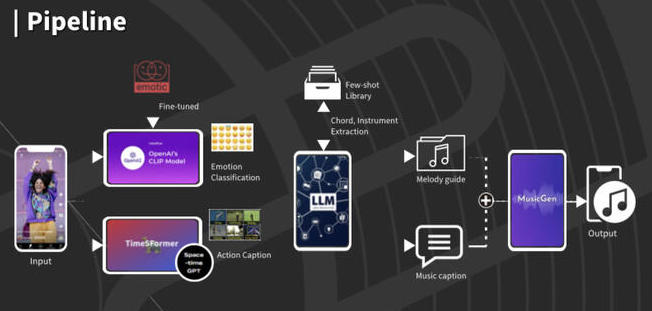 | Pipeline
emotic
Fine-tuned
Few-shot
Library
Chord, Instrument
Extraction
OpenAI
OpenAI's
CLIP Model
Emotion
Classification
LLM
Melody guide
MusicGen
TimeSFormer
Space
-time
GPT
Action Caption
Input
Music caption
Output